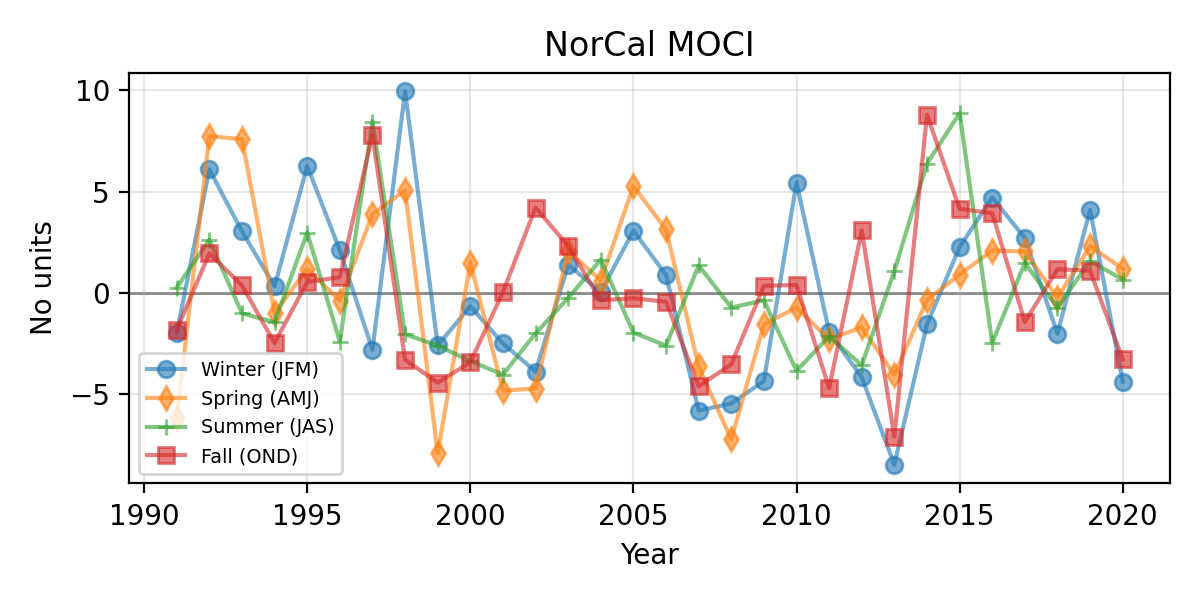 NorCal MOCI
No units
10
5
0
−5
Winter (JFM)
Spring (AMJ)
Summer (JAS)
Fall (OND)
1990 1995 2000 2005 2010 2015 2020
Year